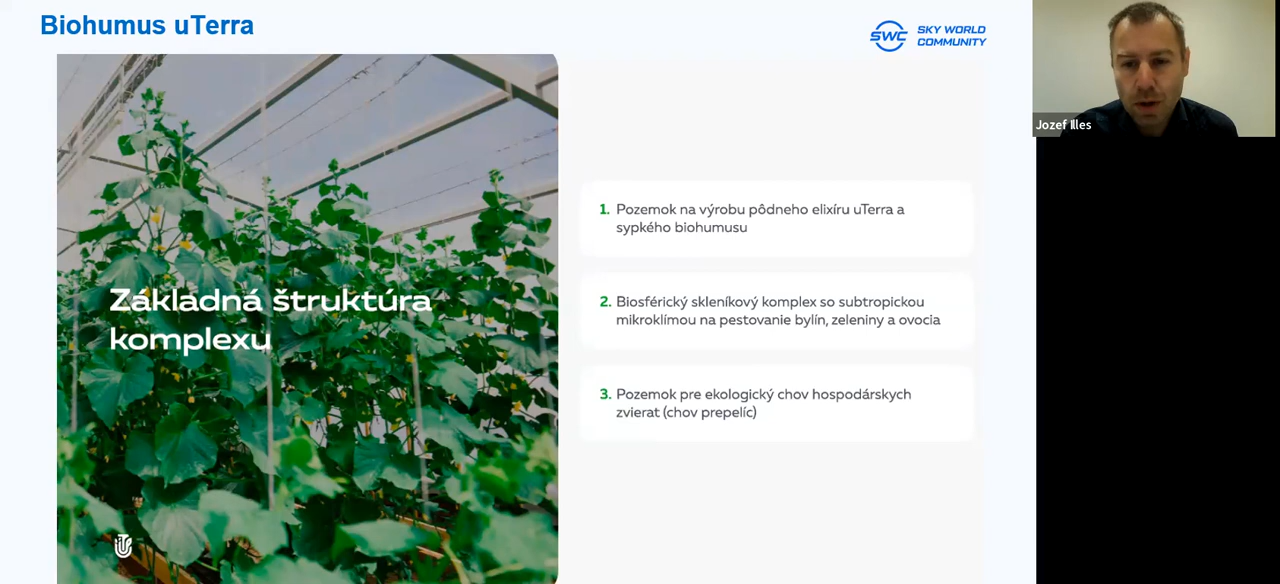 Biohumus uTerra
SWC
SKY WORLD
COMMUNITY
Jozef Illes
Základná štruktúra
komplexu
1. Pozemok na výrobu pôdneho elixíru uTerra a
sypkého biohumusu
2. Biosférický skleníkový komplex so subtropickou
mikroklímou na pestovanie bylín, zeleniny a ovocia
3. Pozemok pre ekologický chov hospodárskych
zvierat (chov prepelíc)